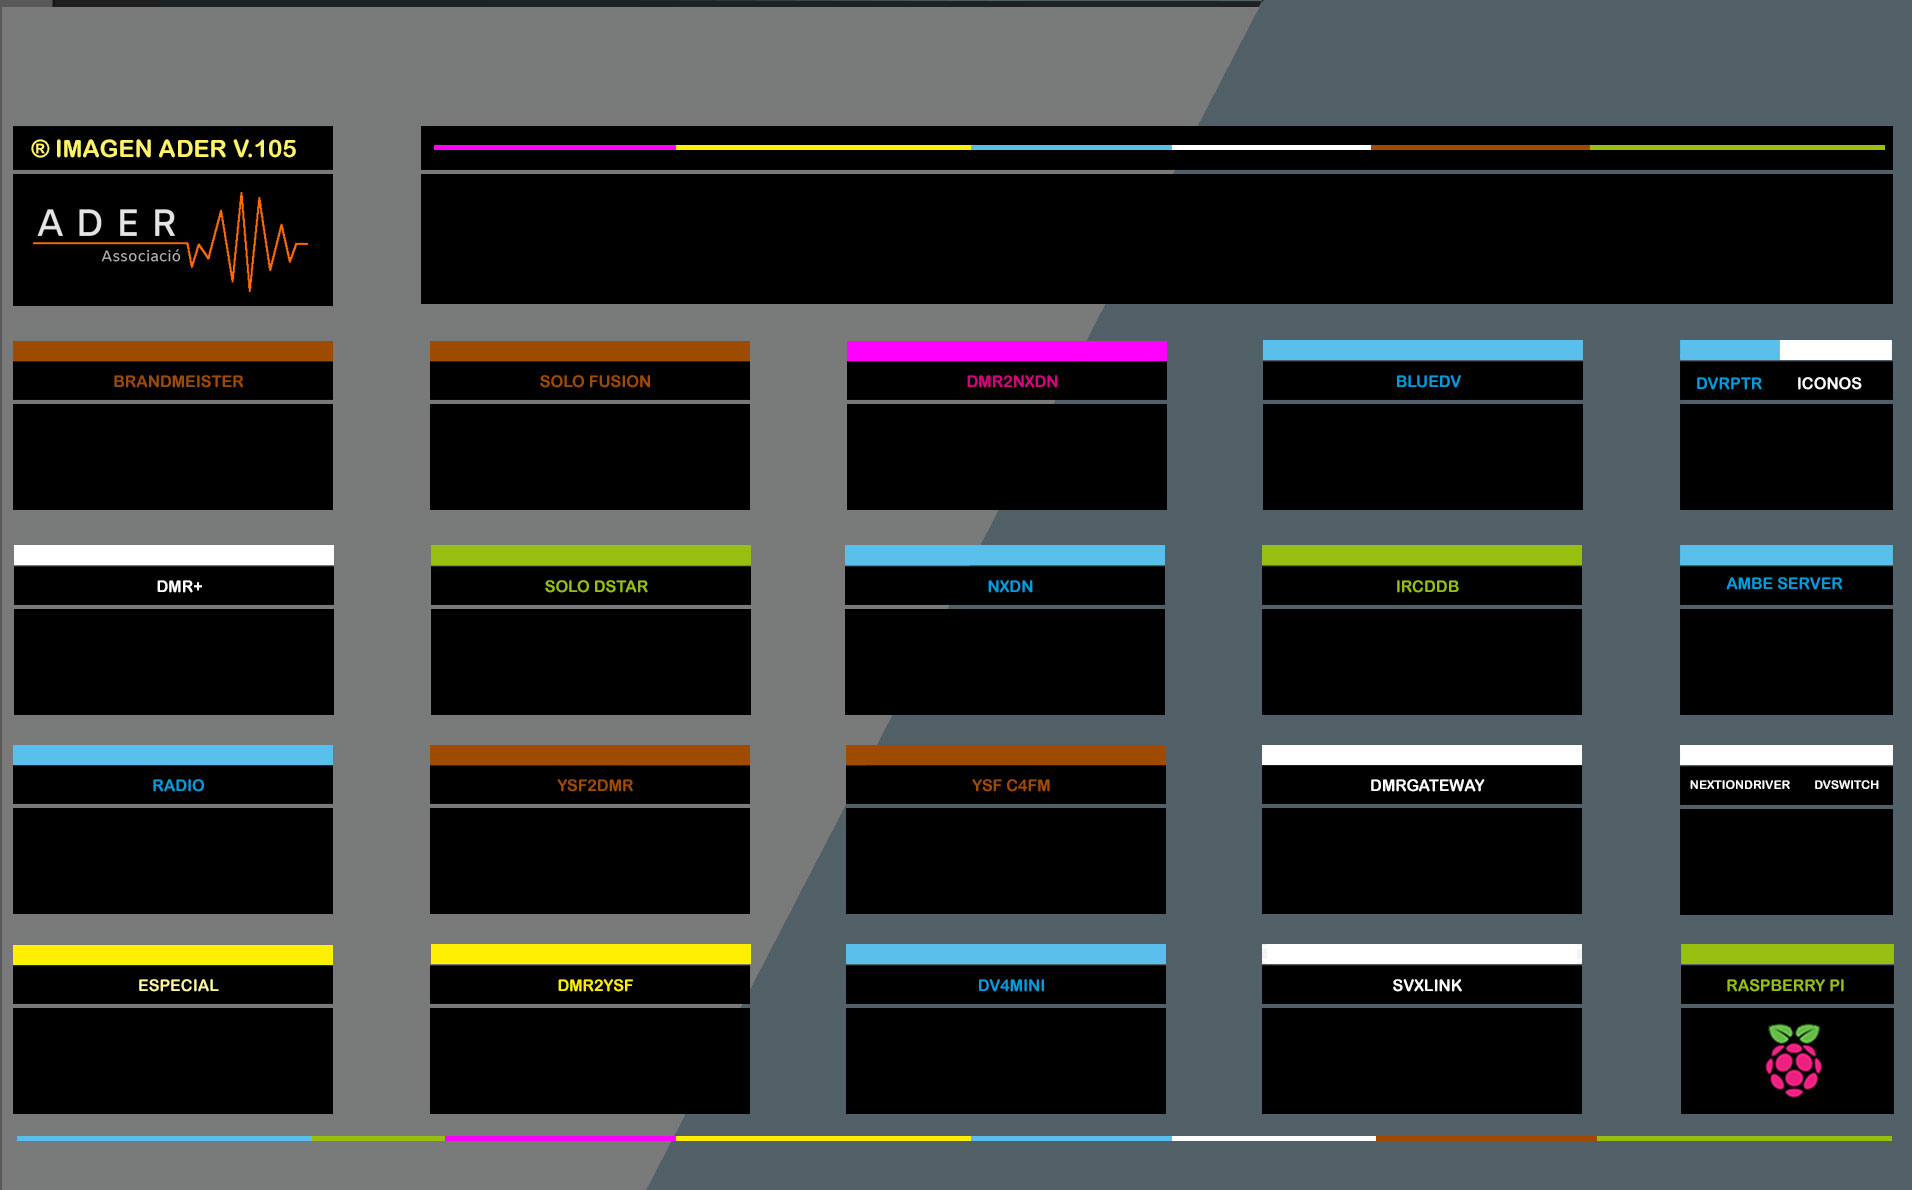 ® IMAGEN ADER V.105
ADER
Associació
BRANDMEISTER
SOLO FUSION
DMR2NXDN
BLUEDV
DVRPTR
ICONOS
DMR+
SOLO DSTAR
NXDN
IRCDDB
AMBE SERVER
RADIO
YSF2DMR
YSF C4FM
DMRGATEWAY
NEXTIONDRIVER
DVSWITCH
ESPECIAL
DMR2YSF
DV4MINI
SVXLINK
RASPBERRY PI